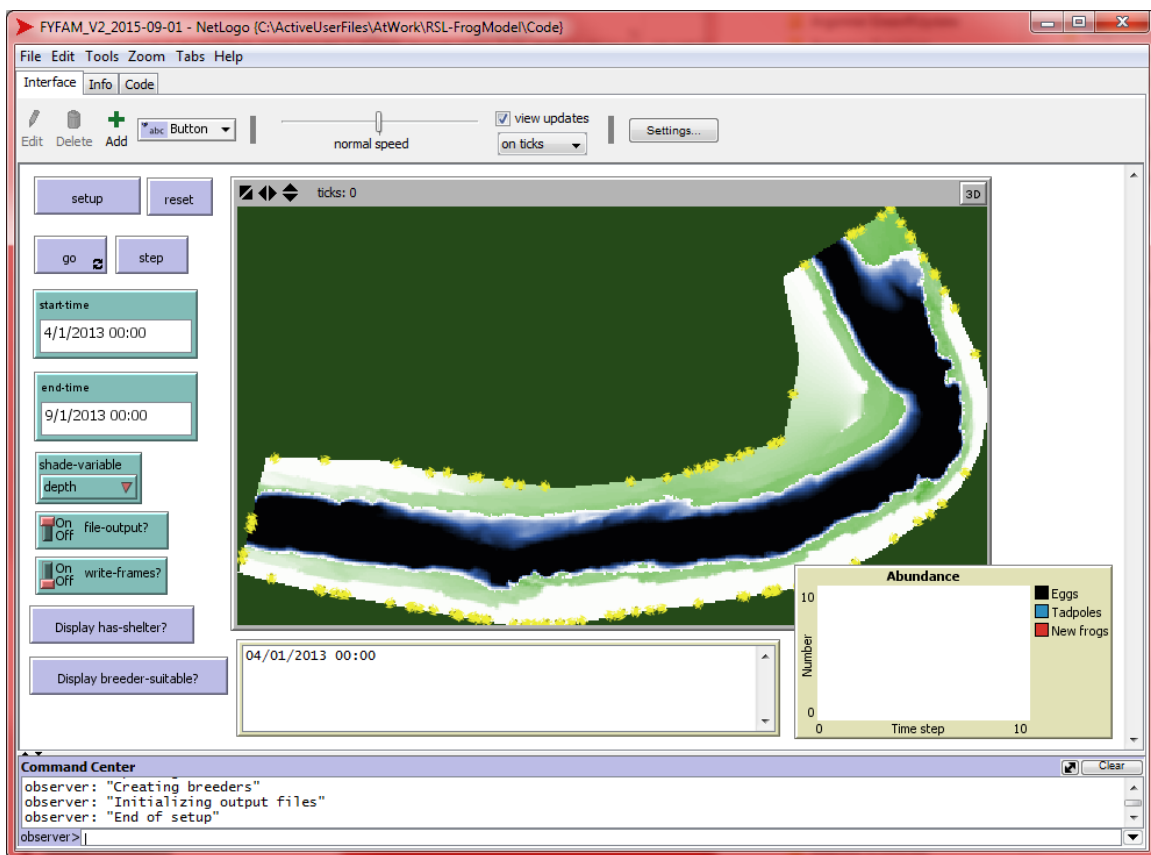 FYFAM_V2_2015-09-01 - NetLogo {C:\ActiveUserFiles\AtWork\RSL-FrogModel\Code}
File Edit Tools Zoom Tabs Help
Interface Info Code
Edit Delete Add abc Button normal speed view updates on ticks Settings...
setup reset
ticks: 0 3D
go step
start-time
4/1/2013 00:00
end-time
9/1/2013 00:00
shade-variable
depth
On Off file-output?
On Off write-frames?
Display has-shelter?
Display breeder-suitable?
04/01/2013 00:00
Abundance
10
Number
0
0 Time step 10
Eggs
Tadpoles
New frogs
Command Center Clear
observer: "Creating breeders"
observer: "Initializing output files"
observer: "End of setup"
observer>